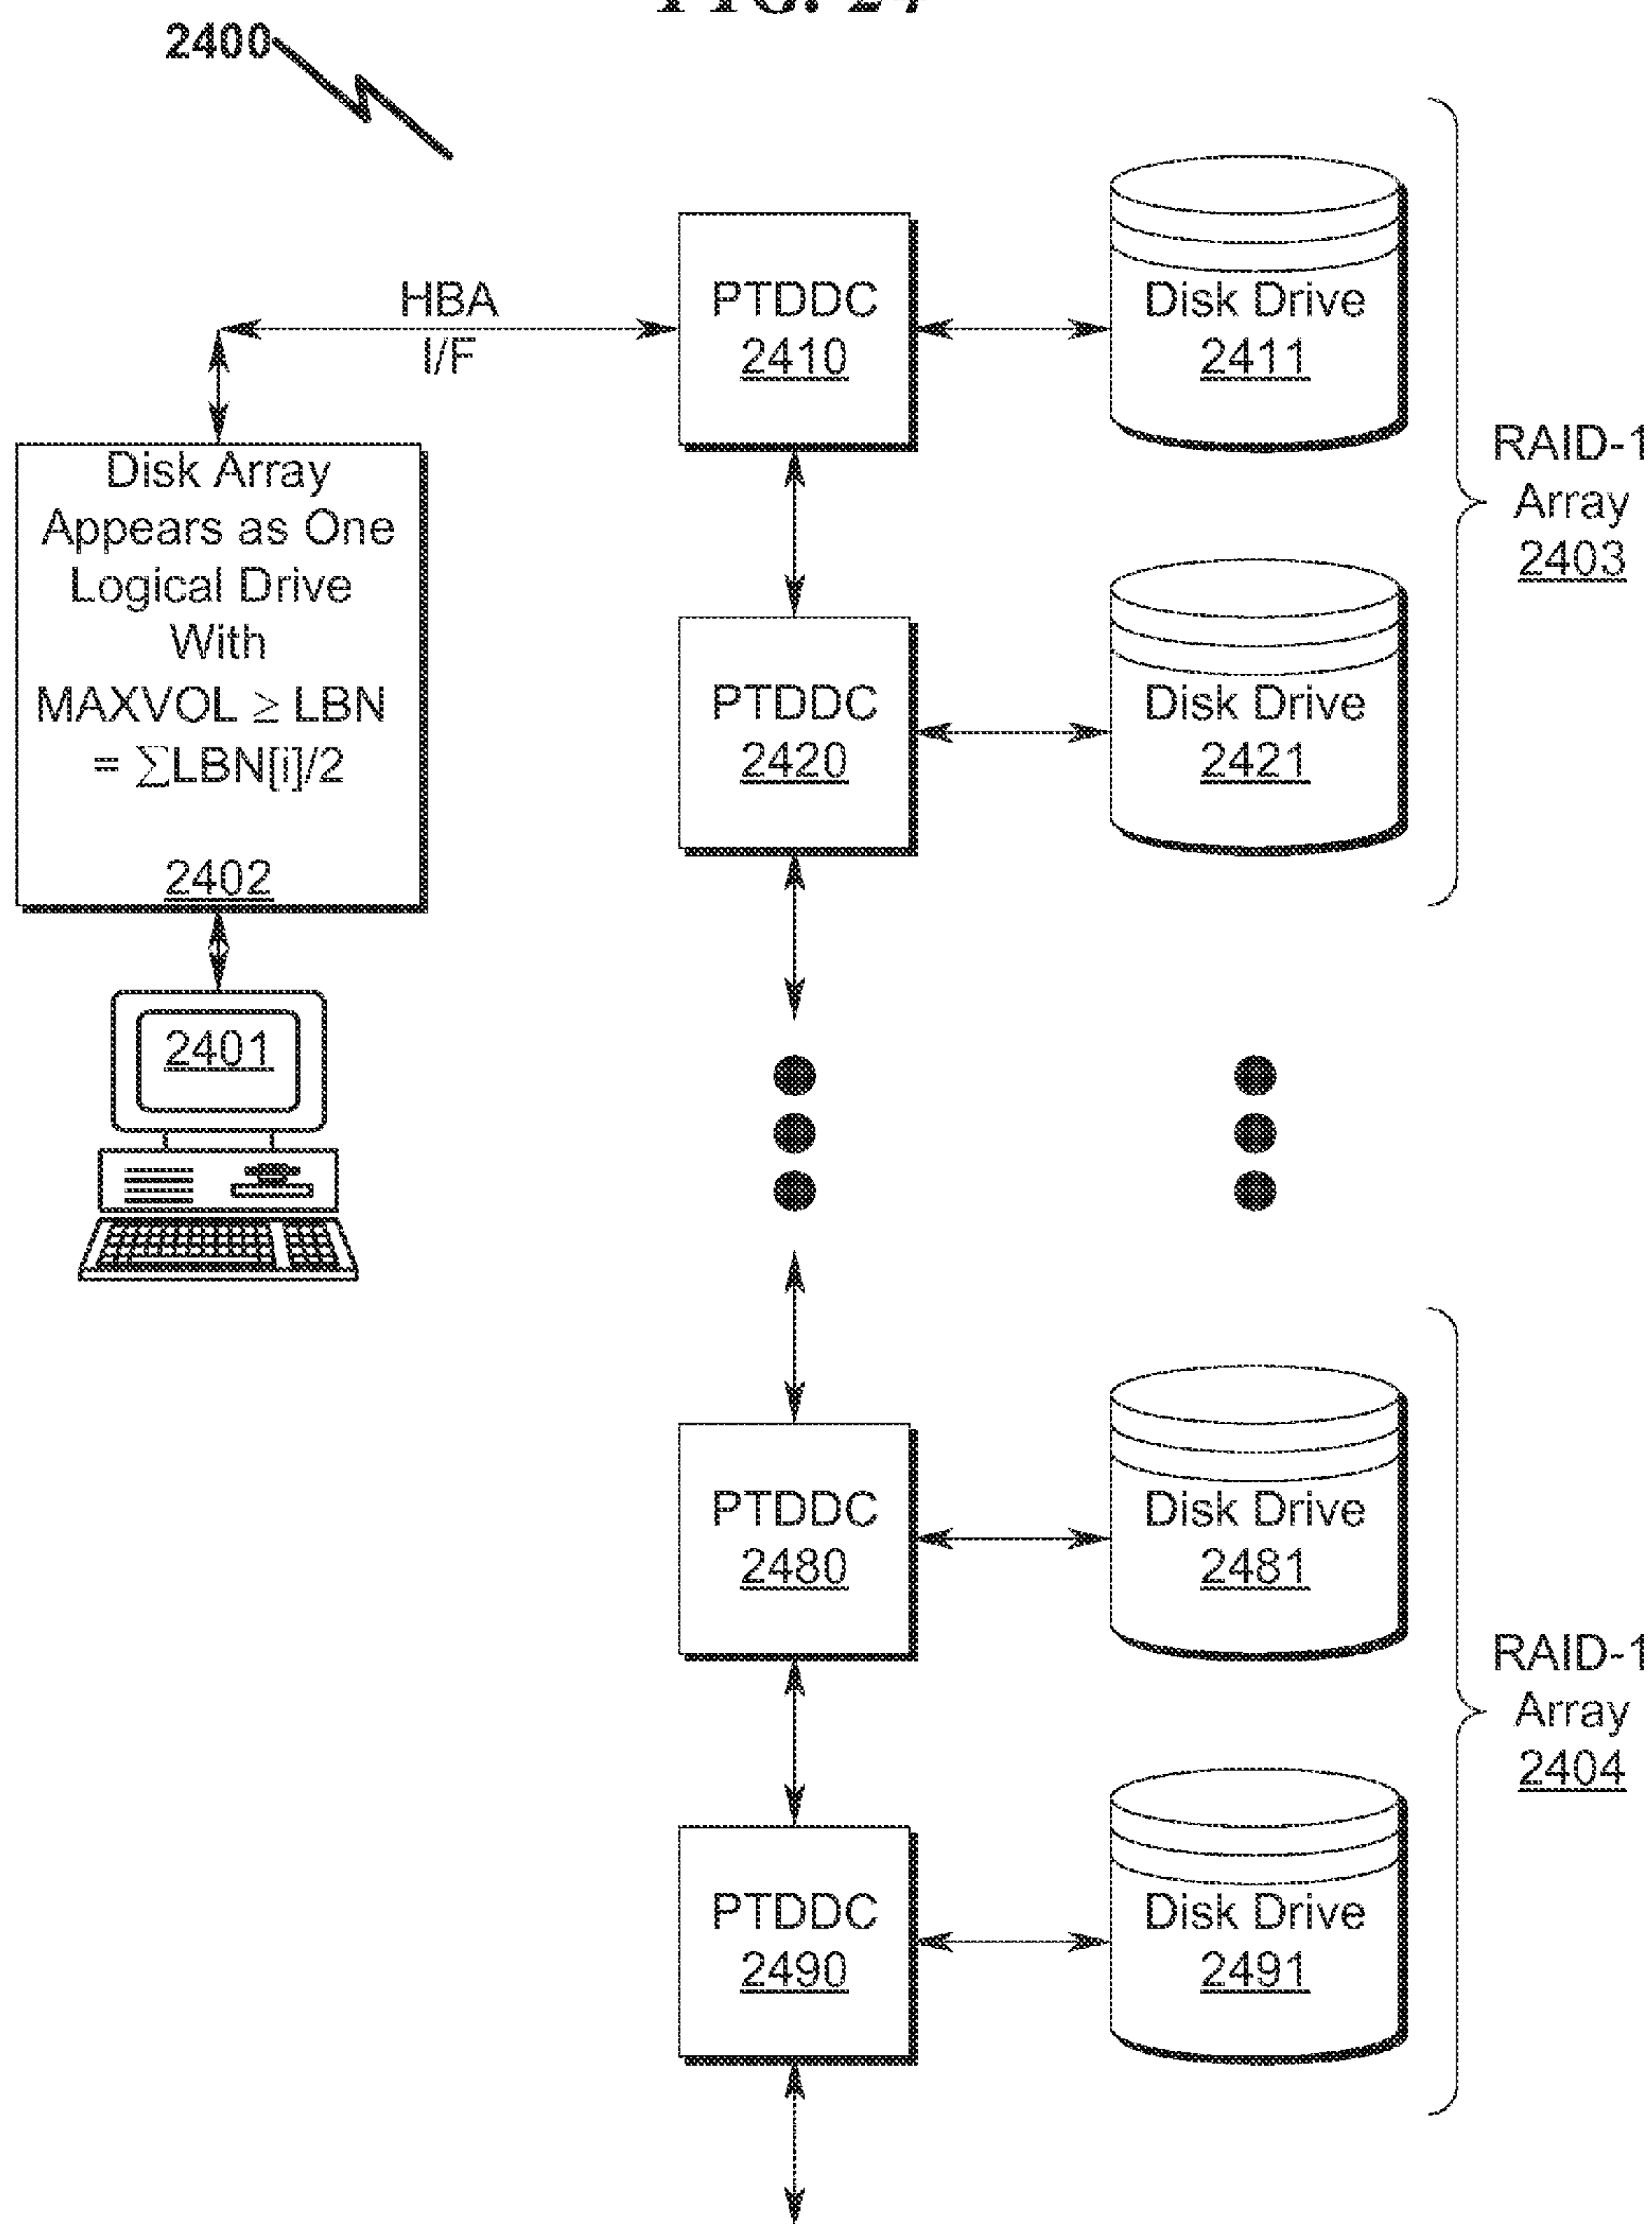 FIG. 24
2400
HBA
I/F
PTDDC
2410
Disk Drive
2411
RAID-1
Array
2403
Disk Array
Appears as One
Logical Drive
With
MAXVOL ≥ LBN
= ∑LBN[i]/2
2402
PTDDC
2420
Disk Drive
2421
2401
PTDDC
2480
Disk Drive
2481
RAID-1
Array
2404
PTDDC
2490
Disk Drive
2491